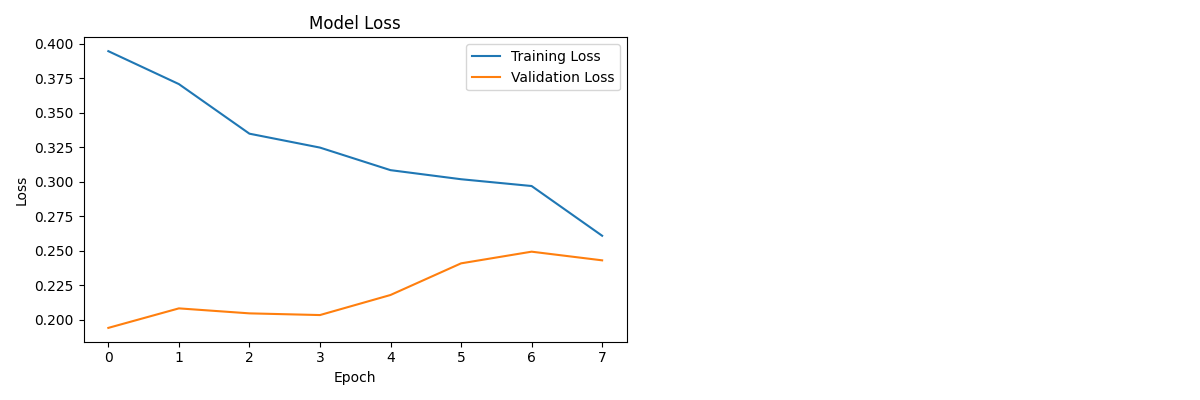 Model Loss
Training Loss
Validation Loss
Loss
0.400
0.375
0.350
0.325
0.300
0.275
0.250
0.225
0.200
0 1 2 3 4 5 6 7
Epoch